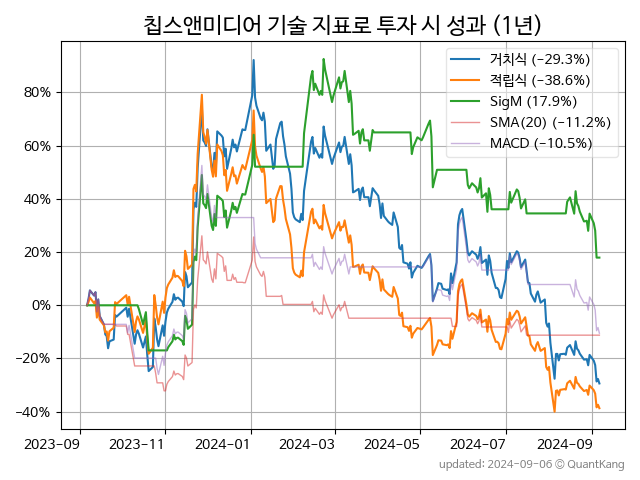 칩스앤미디어 기술 지표로 투자 시 성과 (1년)
거치식 (−29.3%)
적립식 (−38.6%)
SigM (17.9%)
SMA(20) (−11.2%)
MACD (−10.5%)
80%
60%
40%
20%
0%
−20%
−40%
2023-09 2023-11 2024-01 2024-03 2024-05 2024-07 2024-09
updated: 2024-09-06 © QuantKang